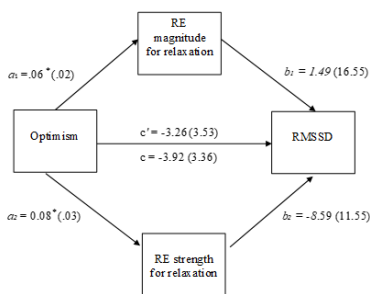 RE
magnitude
for relaxation
a₁ =.06 *(.02)
b₁ = 1.49 (16.55)
Optimism
c' = -3.26 (3.53)
c = -3.92 (3.36)
RMSSD
a₂ = 0.08*(.03)
b₂ = -8.59 (11.55)
RE strength
for relaxation